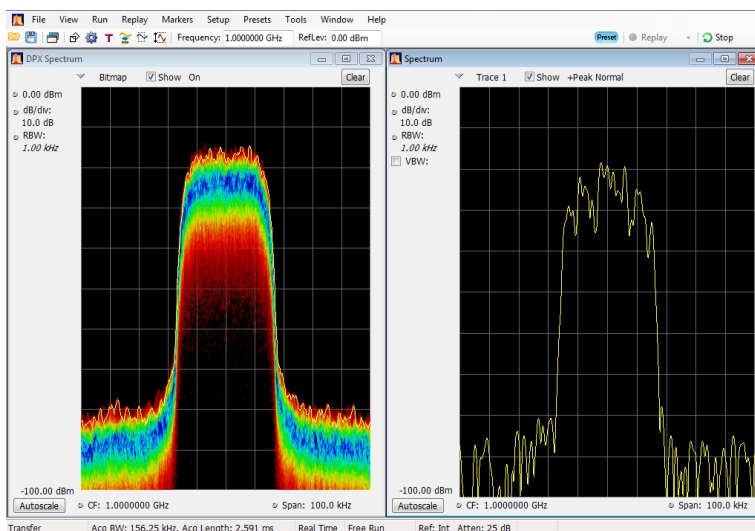 File View Run Replay Markers Setup Presets Tools Window Help
T Frequency: 1.0000000 GHz RefLev: 0.00 dBm Preset Replay Stop
DPX Spectrum
Bitmap Show On Clear
0.00 dBm
dB/div:
10.0 dB
RBW:
1.00 kHz
-100.00 dBm
Autoscale CF: 1.0000000 GHz Span: 100.0 kHz
Spectrum
Trace 1 Show +Peak Normal Clear
0.00 dBm
dB/div:
10.0 dB
RBW:
1.00 kHz
VBW:
-100.00 dBm
Autoscale CF: 1.0000000 GHz Span: 100.0 kHz
Transfer Acq BW: 156.25 kHz, Acq Length: 2.591 ms Real Time Free Run Ref: Int Atten: 25 dB